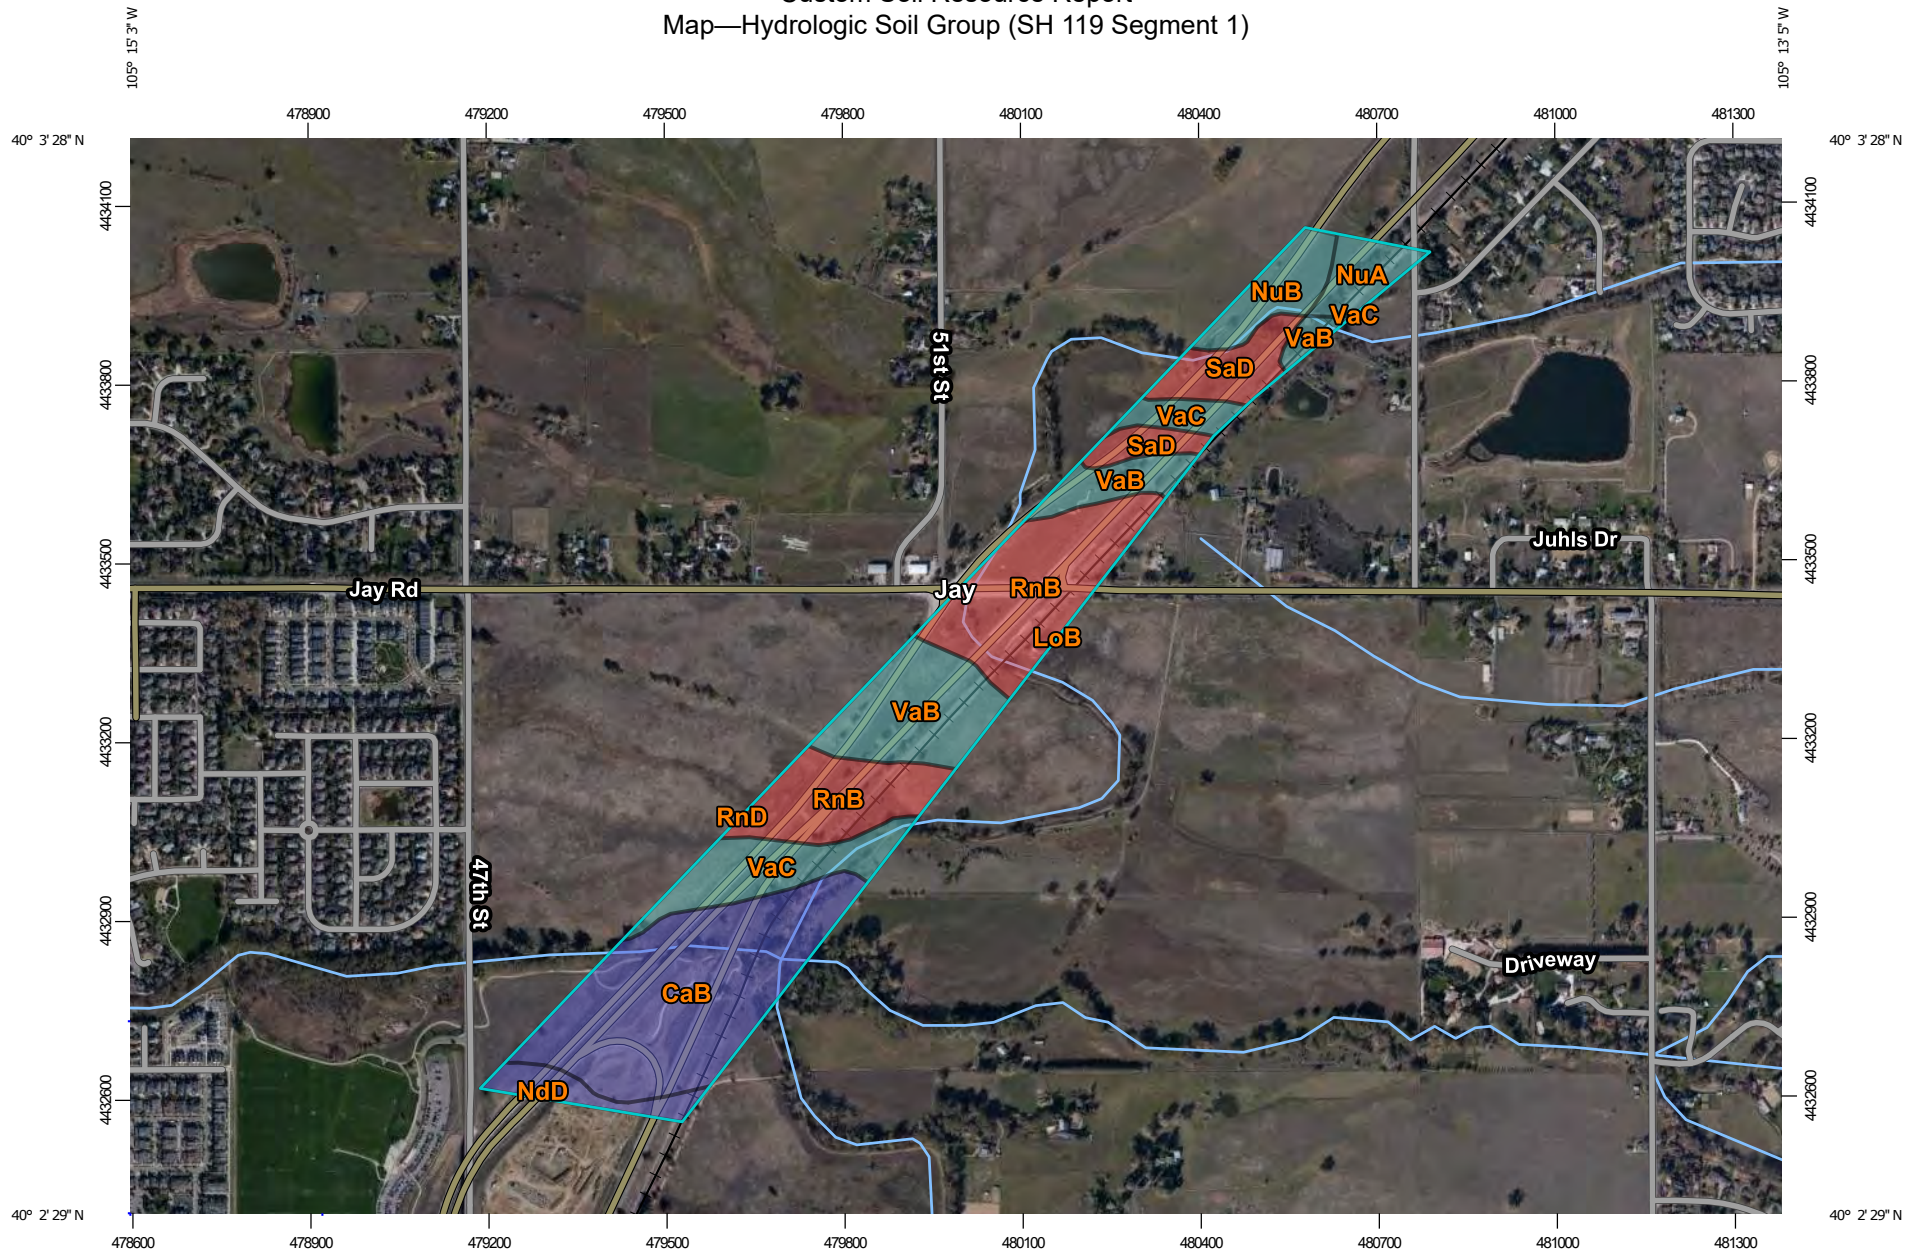 Custom Soil Resource Report
Map—Hydrologic Soil Group (SH 119 Segment 1)
105° 15' 3" W
105° 13' 5" W
478900 479200 479500 479800 480100 480400 480700 481000 481300
40° 3' 28" N
40° 3' 28" N
4434100
4434100
NuA
NuB
VaC
VaB
51st St
SaD
4433800
4433800
VaC
SaD
VaB
4433500
Juhls Dr
4433500
Jay Rd
Jay
RnB
LoB
VaB
4433200
4433200
RnB
RnD
VaC
47th St
4432900
4432900
Driveway
CaB
NdD
4432600
4432600
40° 2' 29" N
40° 2' 29" N
478600 478900 479200 479500 479800 480100 480400 480700 481000 481300